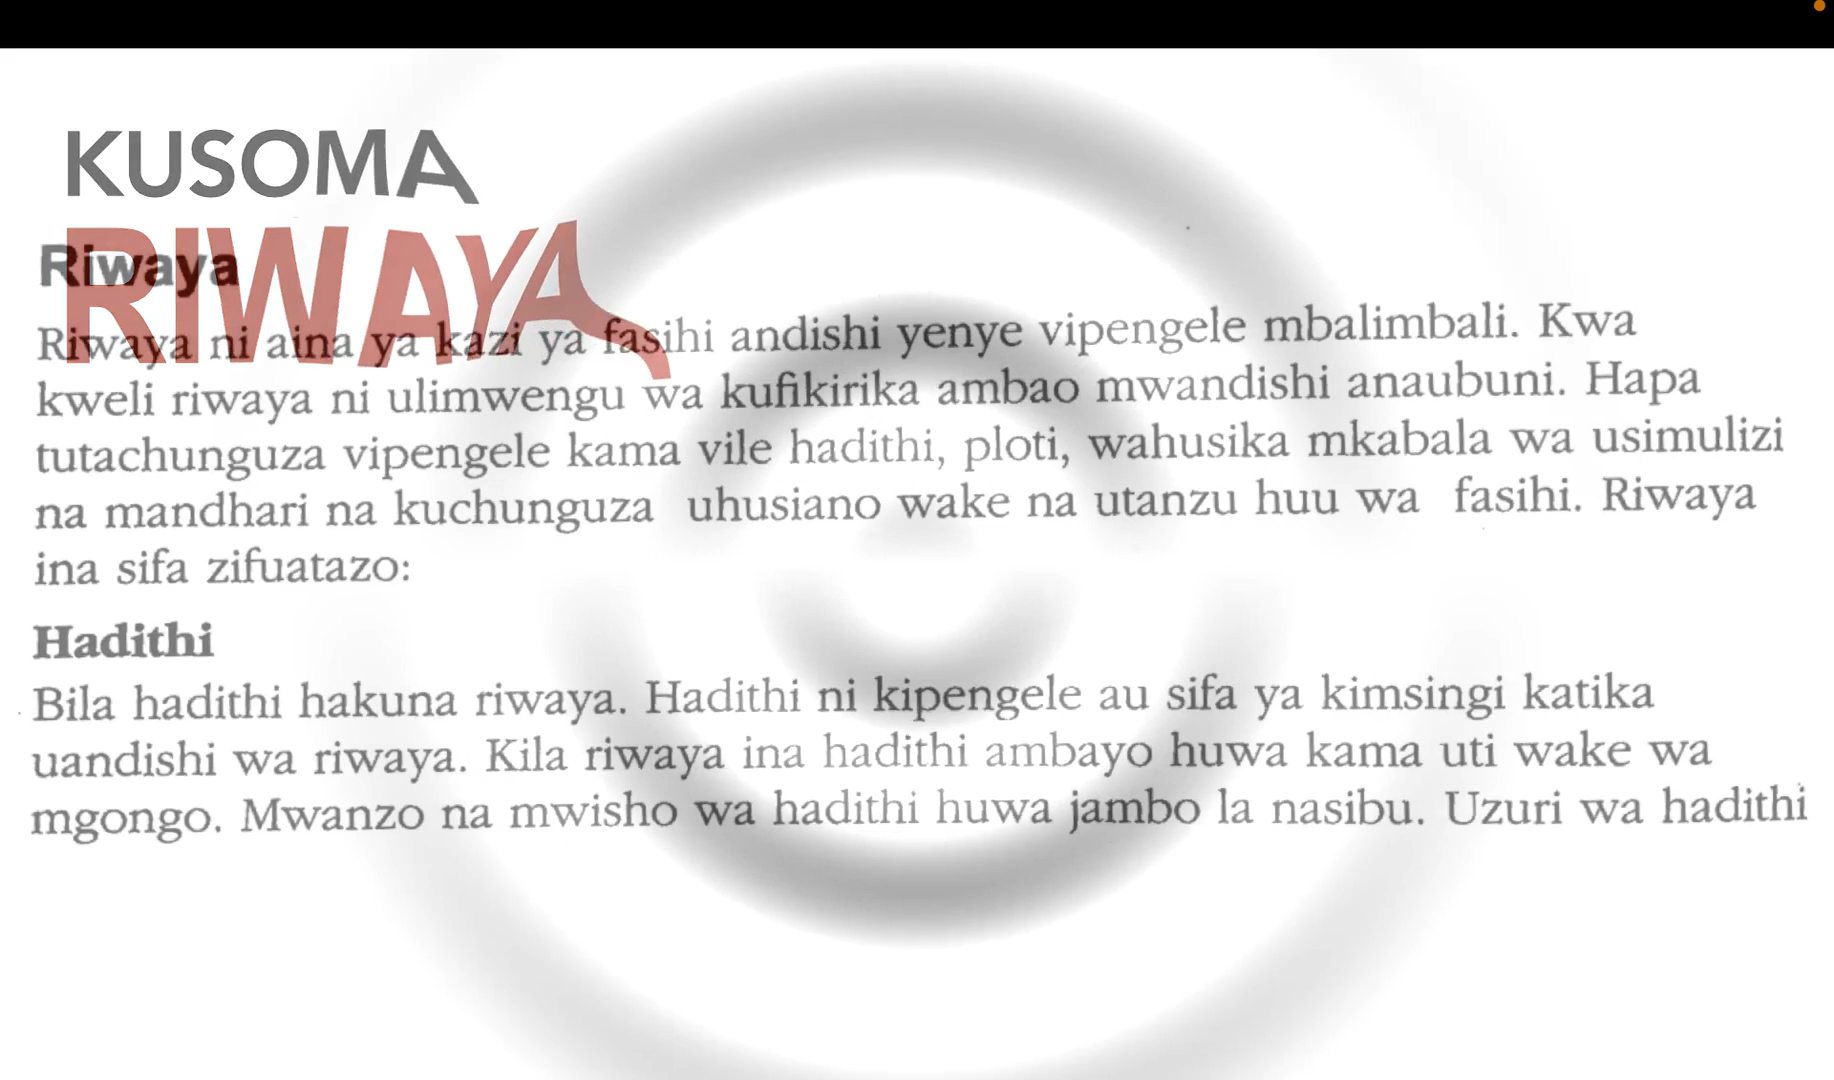 KUSOMA
RIWAYA
Riwaya
Riwaya ni aina ya kazi ya fasihi andishi yenye vipengele mbalimbali. Kwa
kweli riwaya ni ulimwengu wa kufikirika ambao mwandishi anaubuni. Hapa
tutachunguza vipengele kama vile hadithi, ploti, wahusika mkabala wa usimulizi
na mandhari na kuchunguza uhusiano wake na utanzu huu wa fasihi. Riwaya
ina sifa zifuatazo:
Hadithi
Bila hadithi hakuna riwaya. Hadithi ni kipengele au sifa ya kimsingi katika
uandishi wa riwaya. Kila riwaya ina hadithi ambayo huwa kama uti wake wa
mgongo. Mwanzo na mwisho wa hadithi huwa jambo la nasibu. Uzuri wa hadithi